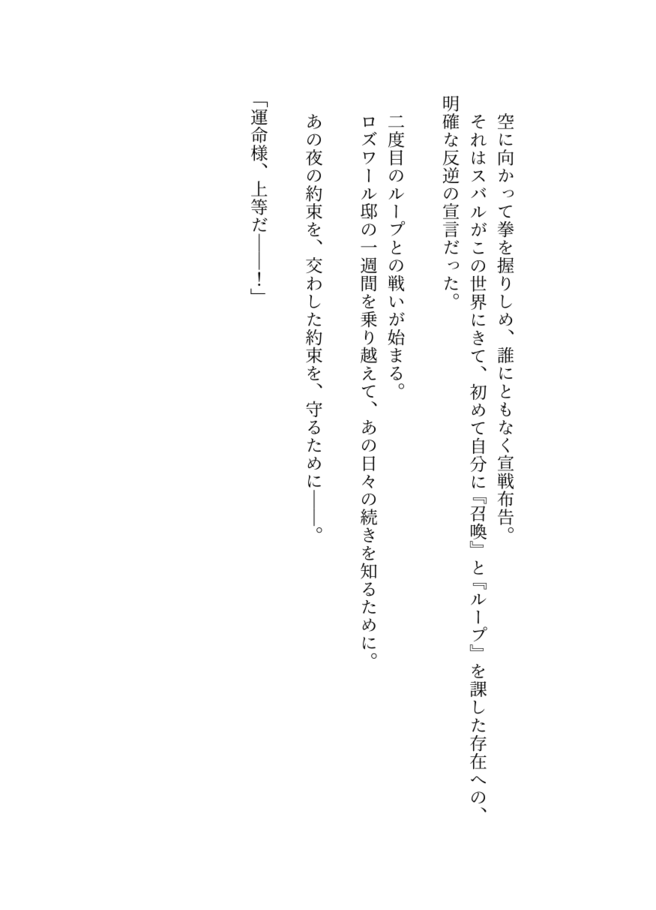 空に向かって拳を握りしめ、誰にともなく宣戦布告。
それはスバルがこの世界にきて、初めて自分に『召喚』と『ループ』を課した存在への、
明確な反逆の宣言だった。
二度目のループとの戦いが始まる。
ロズワール邸の一週間を乗り越えて、あの日々の続きを知るために。
あの夜の約束を、交わした約束を、守るために――。
「運命様、上等だ――！」